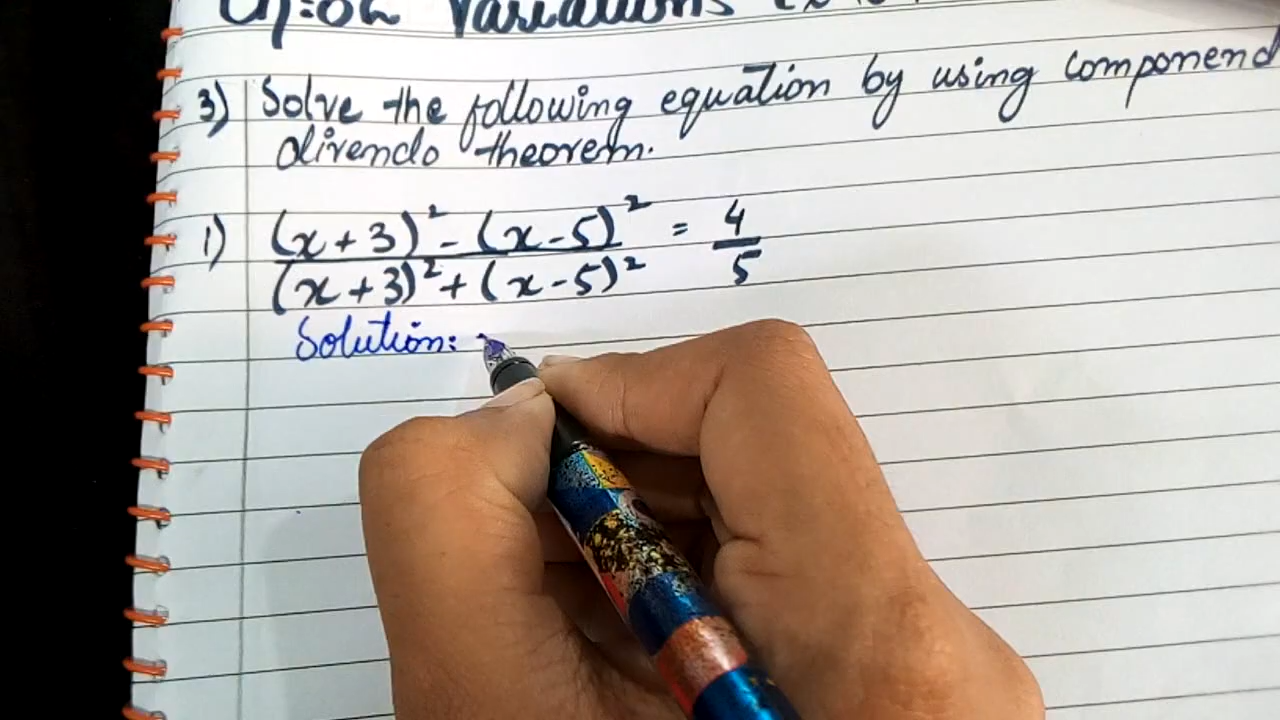 Variations
3) Solve the following equation by using componend
divendo theorem.
1) (x+3)² - (x-5)² = 4
(x+3)² + (x-5)² 5
Solution: